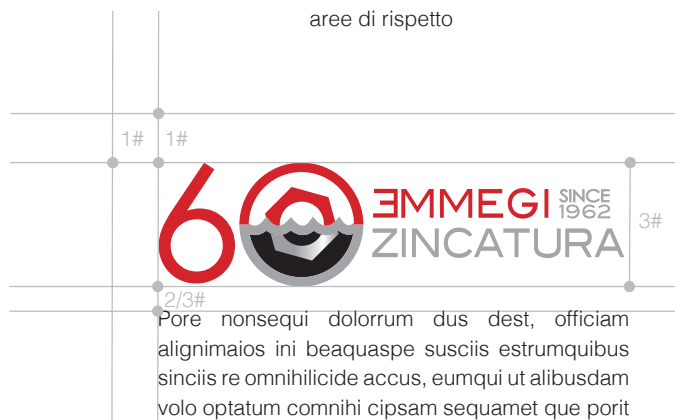 aree di rispetto
1# 1#
60 EMMEGI SINCE 1962
ZINCATURA
3#
2/3#
Pore nonsequi dolorrum dus dest, officiam
alignimaios ini beaquaspe susciis estrumquibus
sinciis re omnihilicide accus, eumqui ut alibusdam
volo optatum comnihi cipsam sequamet que porit